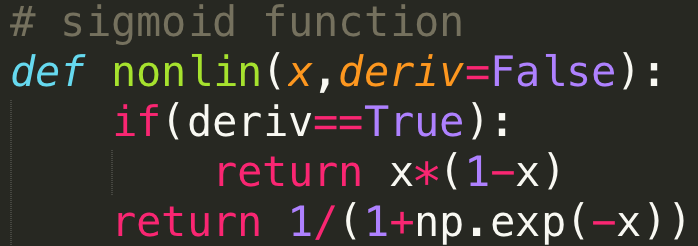 # sigmoid function
def nonlin(x,deriv=False):
    if(deriv==True):
        return x*(1-x)
    return 1/(1+np.exp(-x))